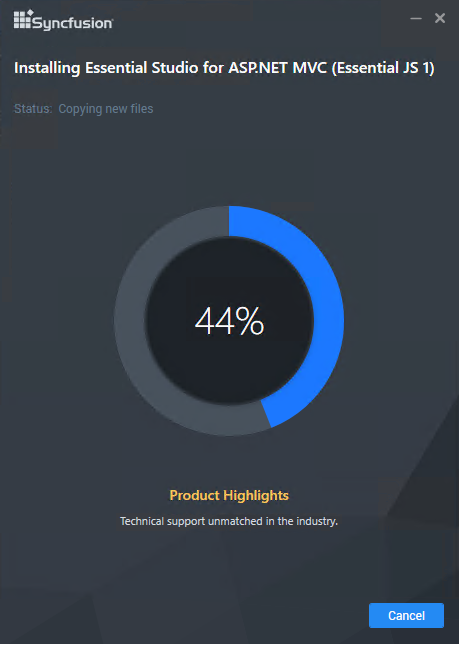 Syncfusion
Installing Essential Studio for ASP.NET MVC (Essential JS 1)
Status: Copying new files
44%
Product Highlights
Technical support unmatched in the industry.
Cancel